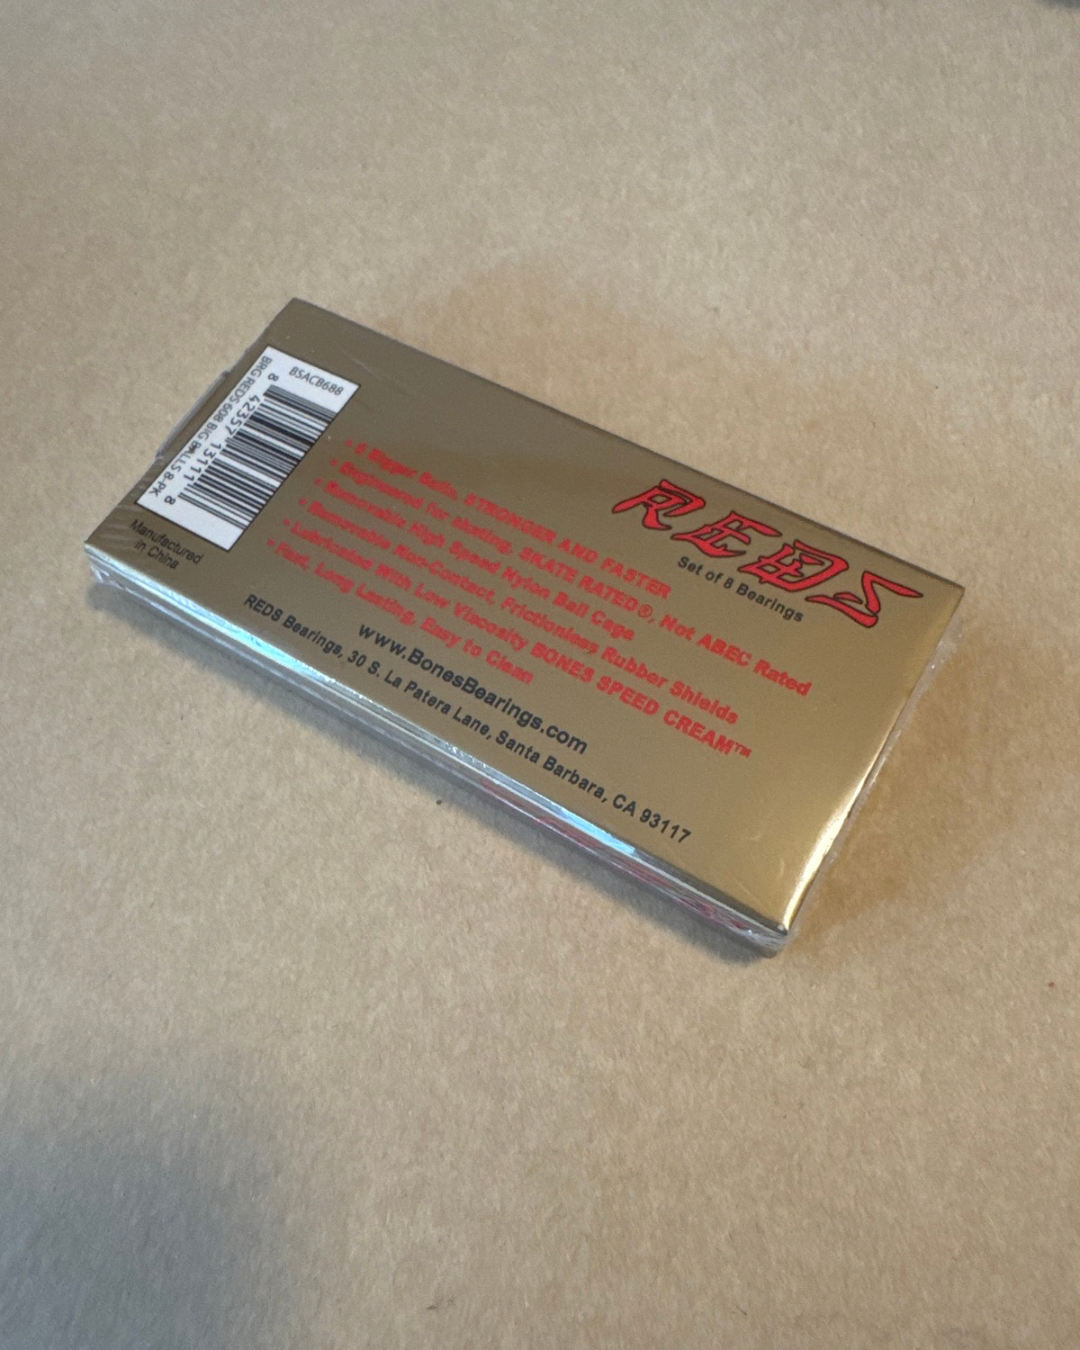 REDS
Set of 8 Bearings
• 6 Bigger Balls, STRONGER AND FASTER
• Engineered for skating, SKATE RATED®, Not ABEC Rated
• Removable High Speed Nylon Ball Cage
• Removable Non-Contact, Frictionless Rubber Shields
• Lubricated With Low Viscosity BONES SPEED CREAM™
• Fast, Long Lasting, Easy to Clean
www.BonesBearings.com
REDS Bearings, 30 S. La Patera Lane, Santa Barbara, CA 93117
BSACB688
8 42357 13111 8
BRG REDS 608 BIG BALLS 8-PK
Manufactured
in China